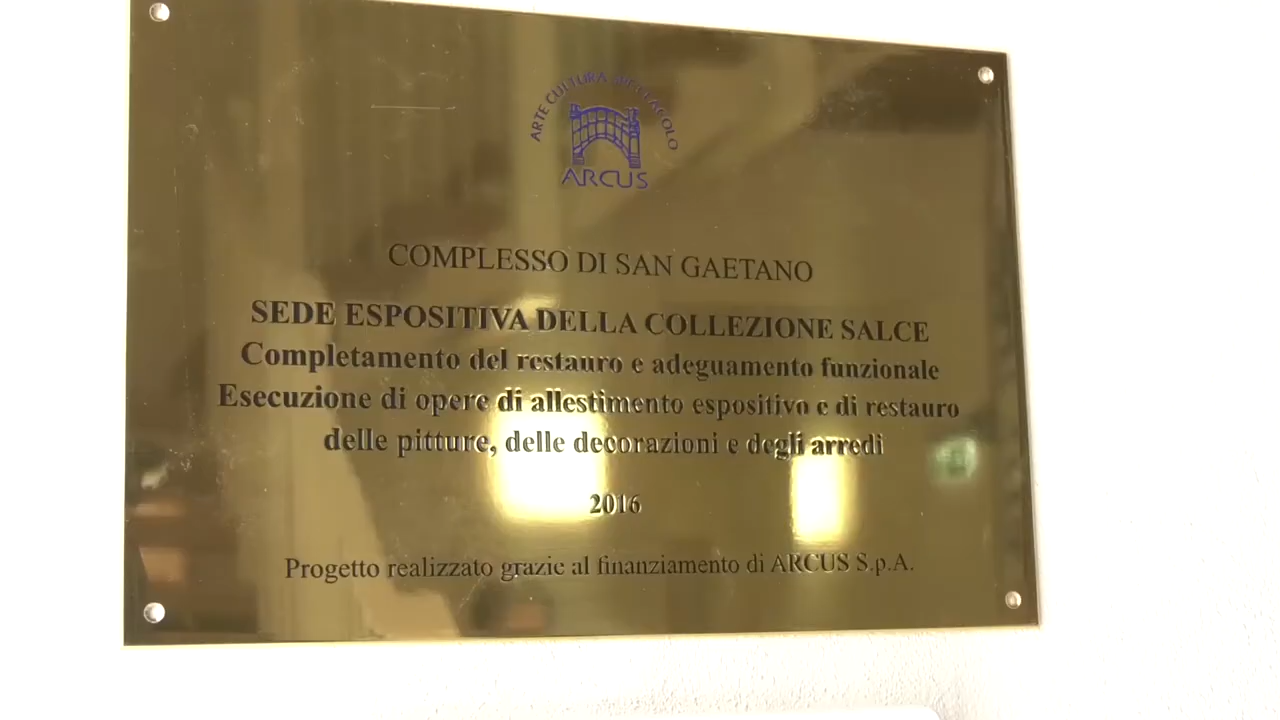 ARTE CULTURA SPETTACOLO
ARCUS
COMPLESSO DI SAN GAETANO
SEDE ESPOSITIVA DELLA COLLEZIONE SALCE
Completamento del restauro e adeguamento funzionale
Esecuzione di opere di allestimento espositivo e di restauro
delle pitture, delle decorazioni e degli arredi
2016
Progetto realizzato grazie al finanziamento di ARCUS S.p.A.